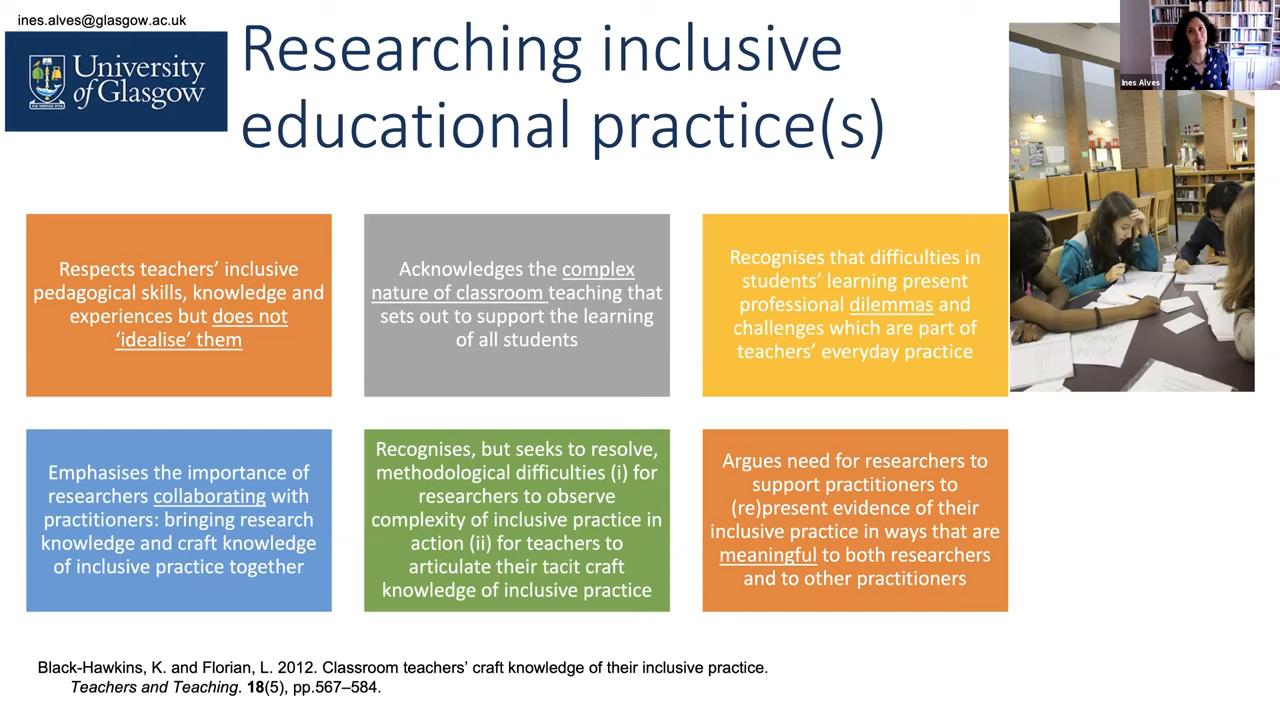 ines.alves@glasgow.ac.uk
University
of Glasgow
Researching inclusive
educational practice(s)
Ines Alves
Respects teachers’ inclusive
pedagogical skills, knowledge and
experiences but does not
‘idealise’ them
Acknowledges the complex
nature of classroom teaching that
sets out to support the learning
of all students
Recognises that difficulties in
students’ learning present
professional dilemmas and
challenges which are part of
teachers’ everyday practice
Emphasises the importance of
researchers collaborating with
practitioners: bringing research
knowledge and craft knowledge
of inclusive practice together
Recognises, but seeks to resolve,
methodological difficulties (i) for
researchers to observe
complexity of inclusive practice in
action (ii) for teachers to
articulate their tacit craft
knowledge of inclusive practice
Argues need for researchers to
support practitioners to
(re)present evidence of their
inclusive practice in ways that are
meaningful to both researchers
and to other practitioners
Black-Hawkins, K. and Florian, L. 2012. Classroom teachers’ craft knowledge of their inclusive practice.
Teachers and Teaching. 18(5), pp.567–584.